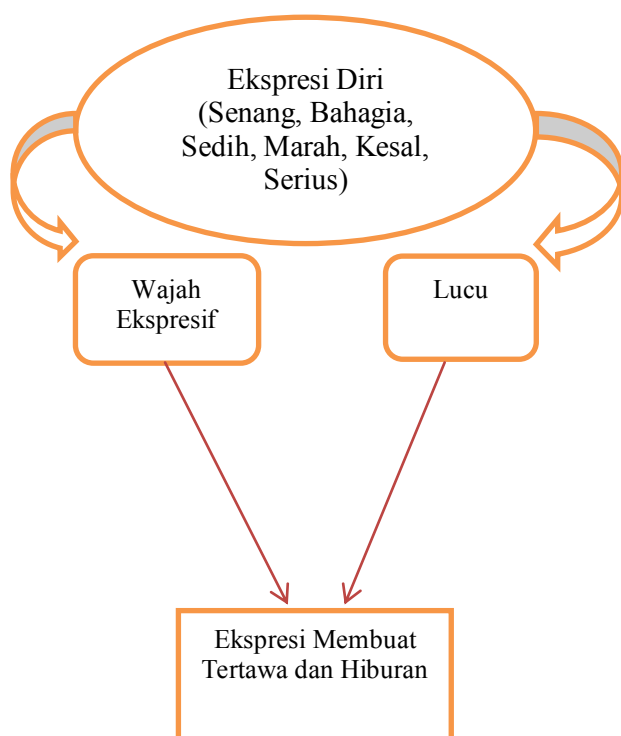 Ekspresi Diri
(Senang, Bahagia,
Sedih, Marah, Kesal,
Serius)
Wajah
Ekspresif
Lucu
Ekspresi Membuat
Tertawa dan Hiburan